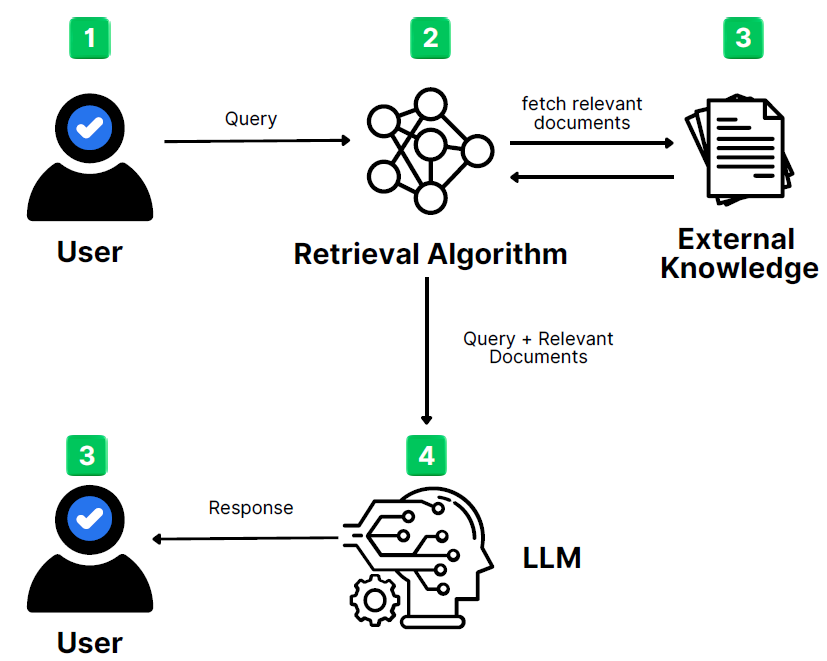 1
2
3
Query
fetch relevant
documents
User
Retrieval Algorithm
External
Knowledge
Query + Relevant
Documents
3
4
Response
LLM
User